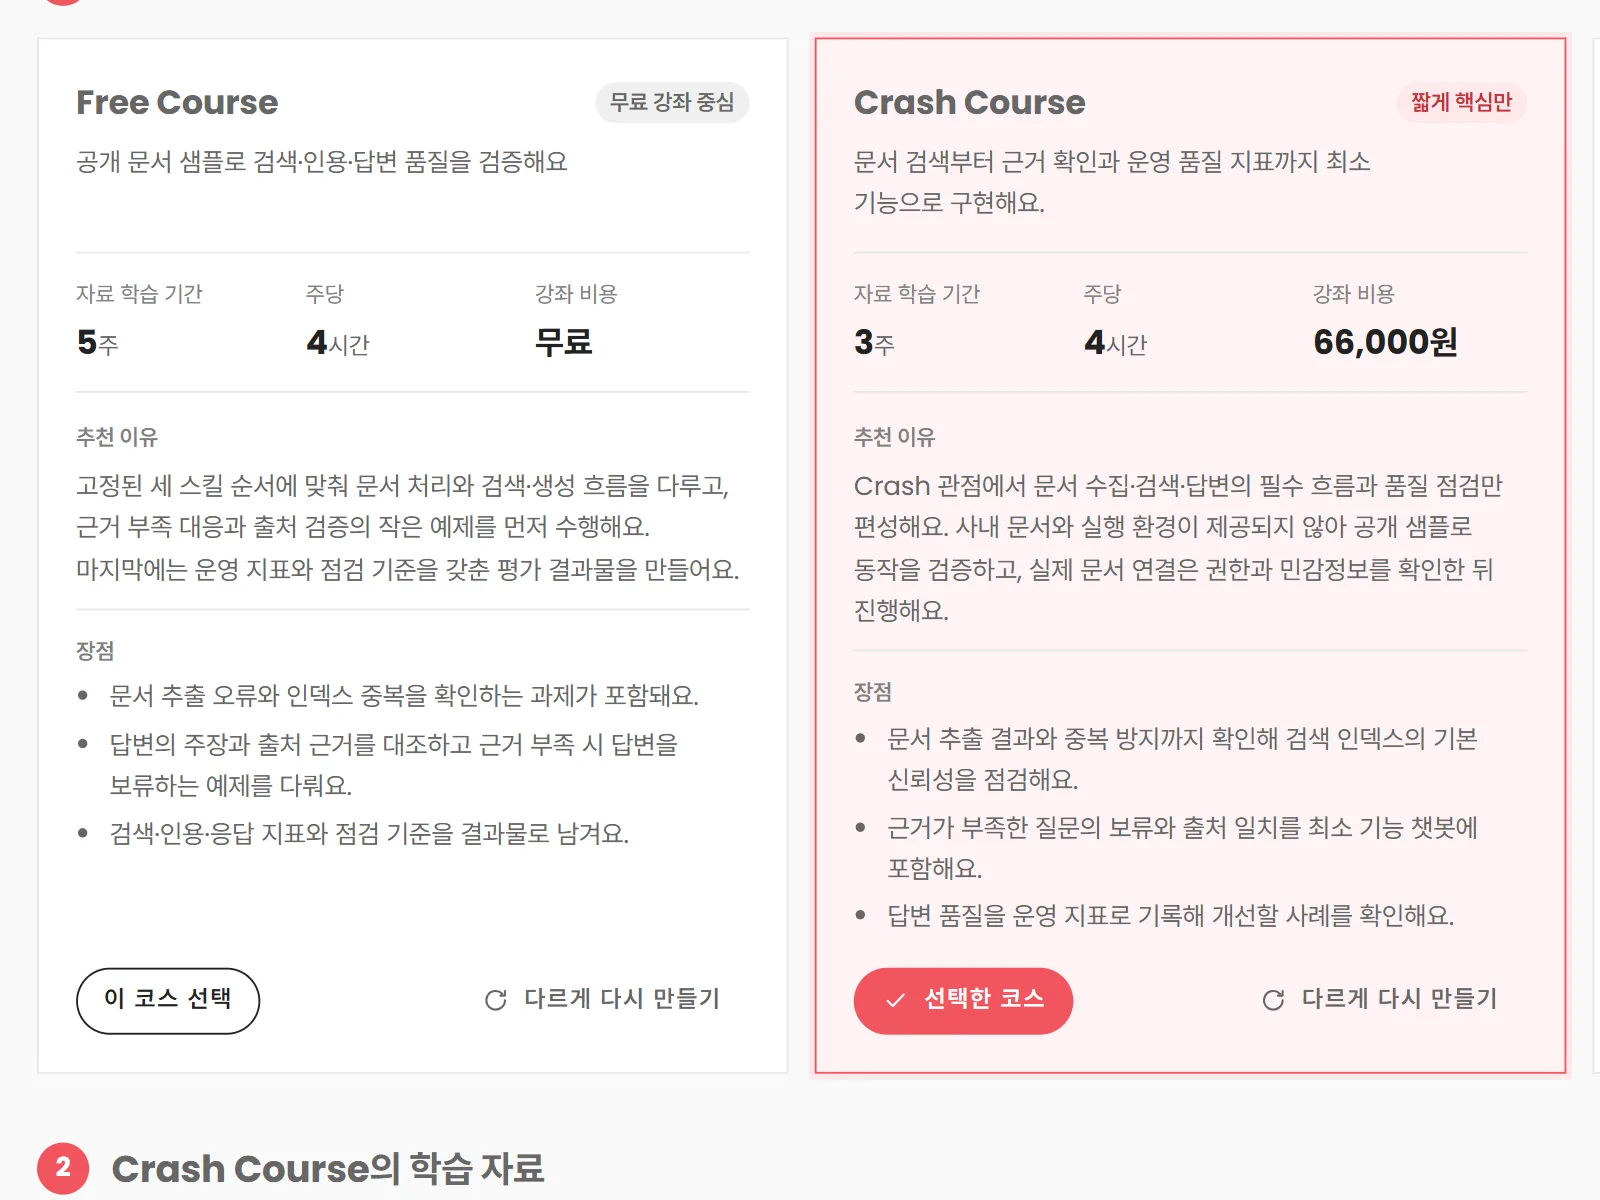 Free Course
무료 강좌 중심
공개 문서 샘플로 검색·인용·답변 품질을 검증해요
자료 학습 기간
주당
강좌 비용
5주
4시간
무료
추천 이유
고정된 세 스킬 순서에 맞춰 문서 처리와 검색·생성 흐름을 다루고,
근거 부족 대응과 출처 검증의 작은 예제를 먼저 수행해요.
마지막에는 운영 지표와 점검 기준을 갖춘 평가 결과물을 만들어요.
장점
문서 추출 오류와 인덱스 중복을 확인하는 과제가 포함돼요.
답변의 주장과 출처 근거를 대조하고 근거 부족 시 답변을
보류하는 예제를 다뤄요.
검색·인용·응답 지표와 점검 기준을 결과물로 남겨요.
이 코스 선택
다르게 다시 만들기
Crash Course
짧게 핵심만
문서 검색부터 근거 확인과 운영 품질 지표까지 최소
기능으로 구현해요.
자료 학습 기간
주당
강좌 비용
3주
4시간
66,000원
추천 이유
Crash 관점에서 문서 수집·검색·답변의 필수 흐름과 품질 점검만
편성해요. 사내 문서와 실행 환경이 제공되지 않아 공개 샘플로
동작을 검증하고, 실제 문서 연결은 권한과 민감정보를 확인한 뒤
진행해요.
장점
문서 추출 결과와 중복 방지까지 확인해 검색 인덱스의 기본
신뢰성을 점검해요.
근거가 부족한 질문의 보류와 출처 일치를 최소 기능 챗봇에
포함해요.
답변 품질을 운영 지표로 기록해 개선할 사례를 확인해요.
선택한 코스
다르게 다시 만들기
2
Crash Course의 학습 자료